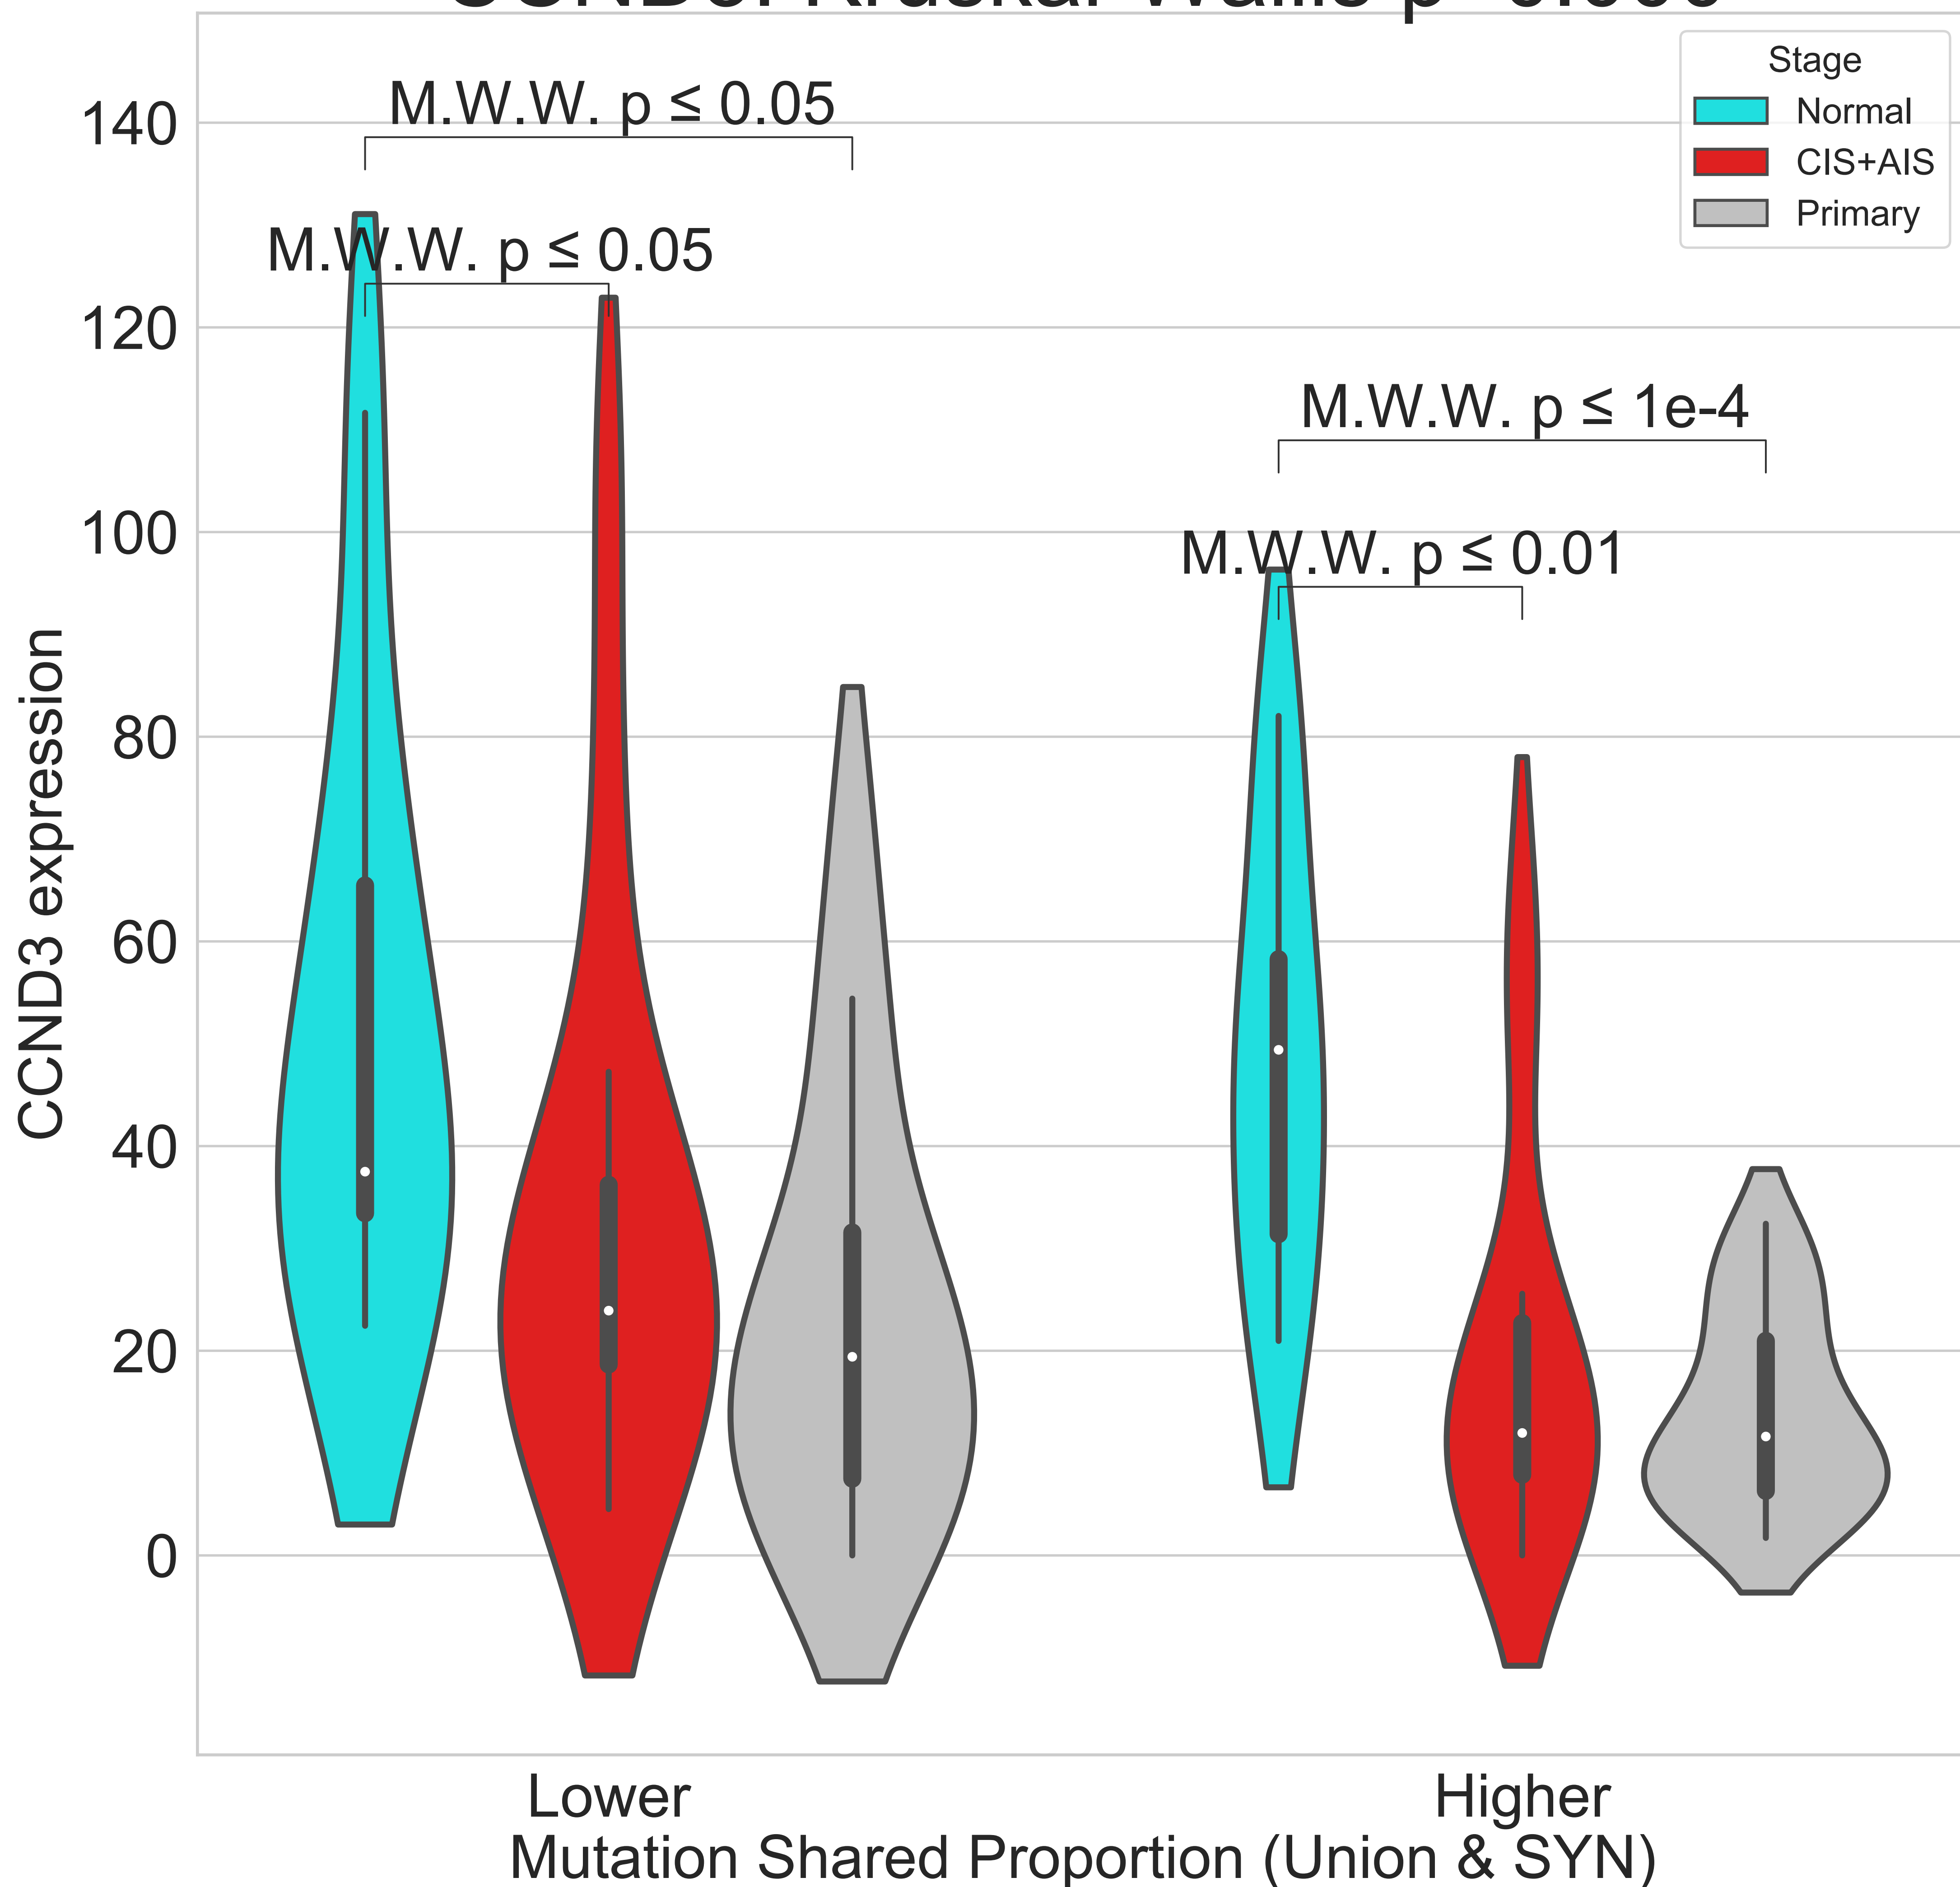 Stage
Normal
CIS+AIS
Primary
M.W.W. p ≤ 0.05
M.W.W. p ≤ 0.05
M.W.W. p ≤ 1e-4
M.W.W. p ≤ 0.01
140
120
100
80
60
40
20
0
CCND3 expression
Lower
Higher
Mutation Shared Proportion (Union & SYN)